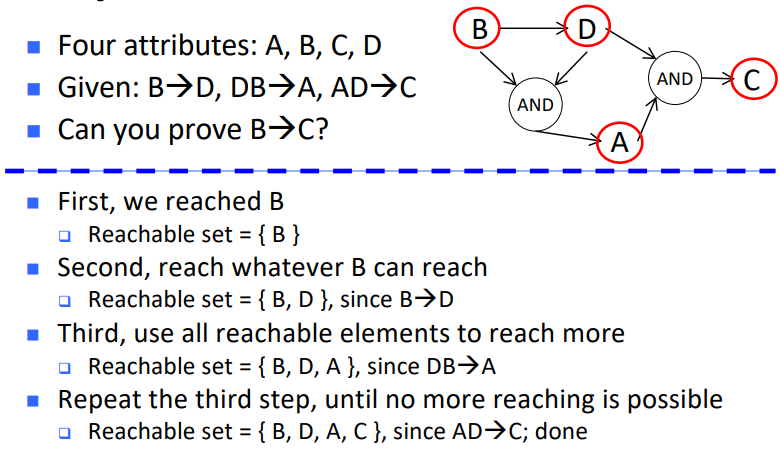 Four attributes: A, B, C, D
Given: B→D, DB→A, AD→C
Can you prove B→C?
B
D
AND
AND
C
A
First, we reached B
Reachable set = { B }
Second, reach whatever B can reach
Reachable set = { B, D }, since B→D
Third, use all reachable elements to reach more
Reachable set = { B, D, A }, since DB→A
Repeat the third step, until no more reaching is possible
Reachable set = { B, D, A, C }, since AD→C; done